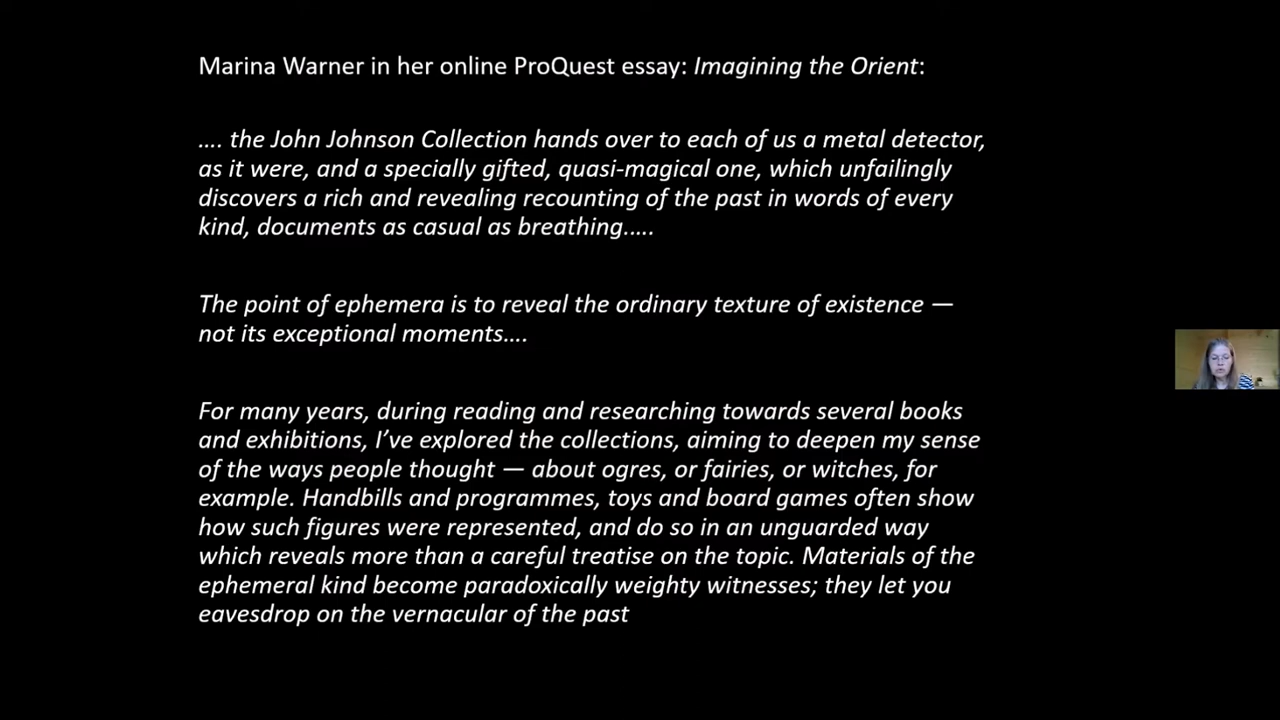 Marina Warner in her online ProQuest essay: Imagining the Orient:
…. the John Johnson Collection hands over to each of us a metal detector,
as it were, and a specially gifted, quasi-magical one, which unfailingly
discovers a rich and revealing recounting of the past in words of every
kind, documents as casual as breathing.….
The point of ephemera is to reveal the ordinary texture of existence —
not its exceptional moments….
For many years, during reading and researching towards several books
and exhibitions, I’ve explored the collections, aiming to deepen my sense
of the ways people thought — about ogres, or fairies, or witches, for
example. Handbills and programmes, toys and board games often show
how such figures were represented, and do so in an unguarded way
which reveals more than a careful treatise on the topic. Materials of the
ephemeral kind become paradoxically weighty witnesses; they let you
eavesdrop on the vernacular of the past